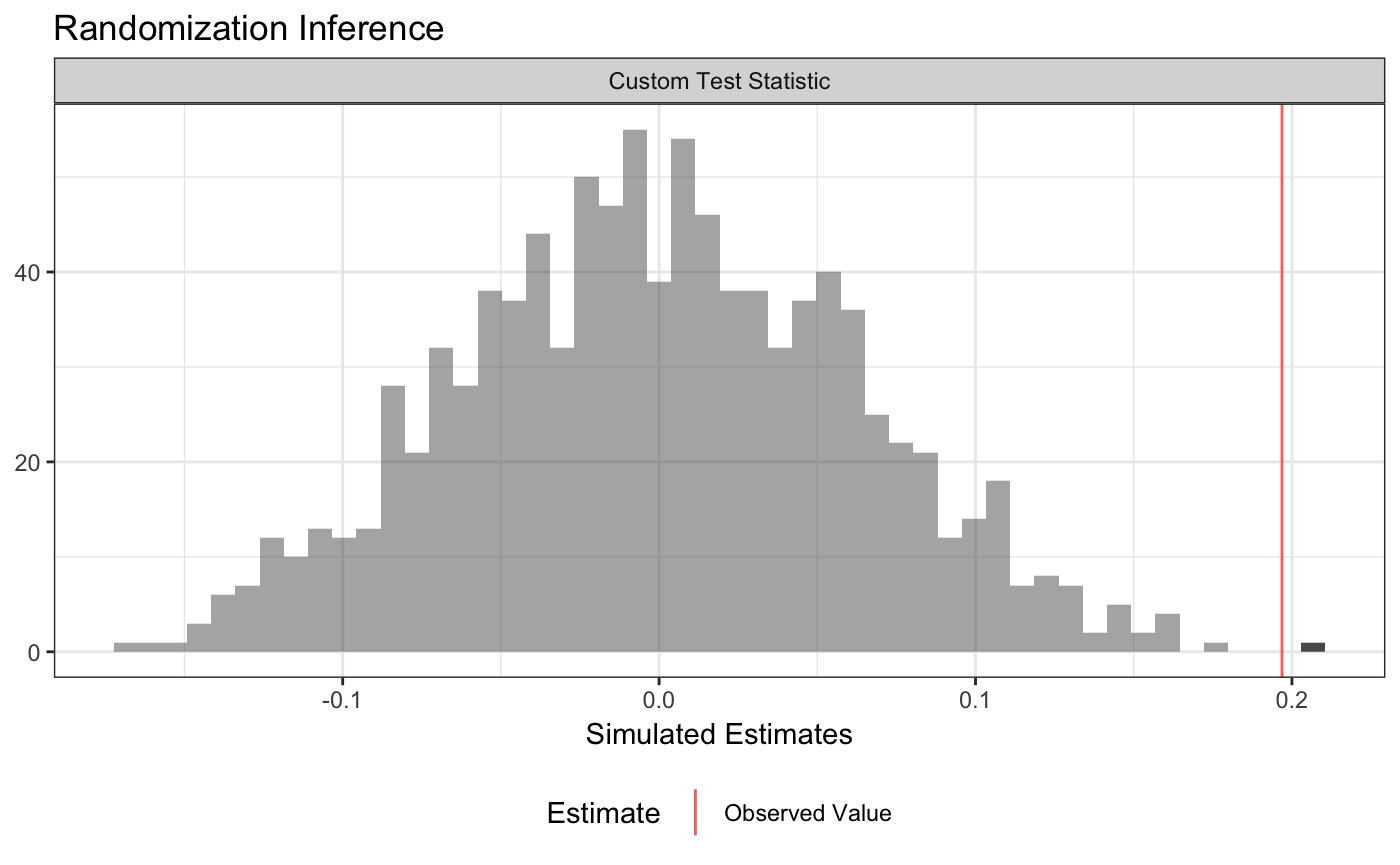 Randomization Inference
Custom Test Statistic
40
20
0
-0.1 0.0 0.1 0.2
Simulated Estimates
Estimate Observed Value